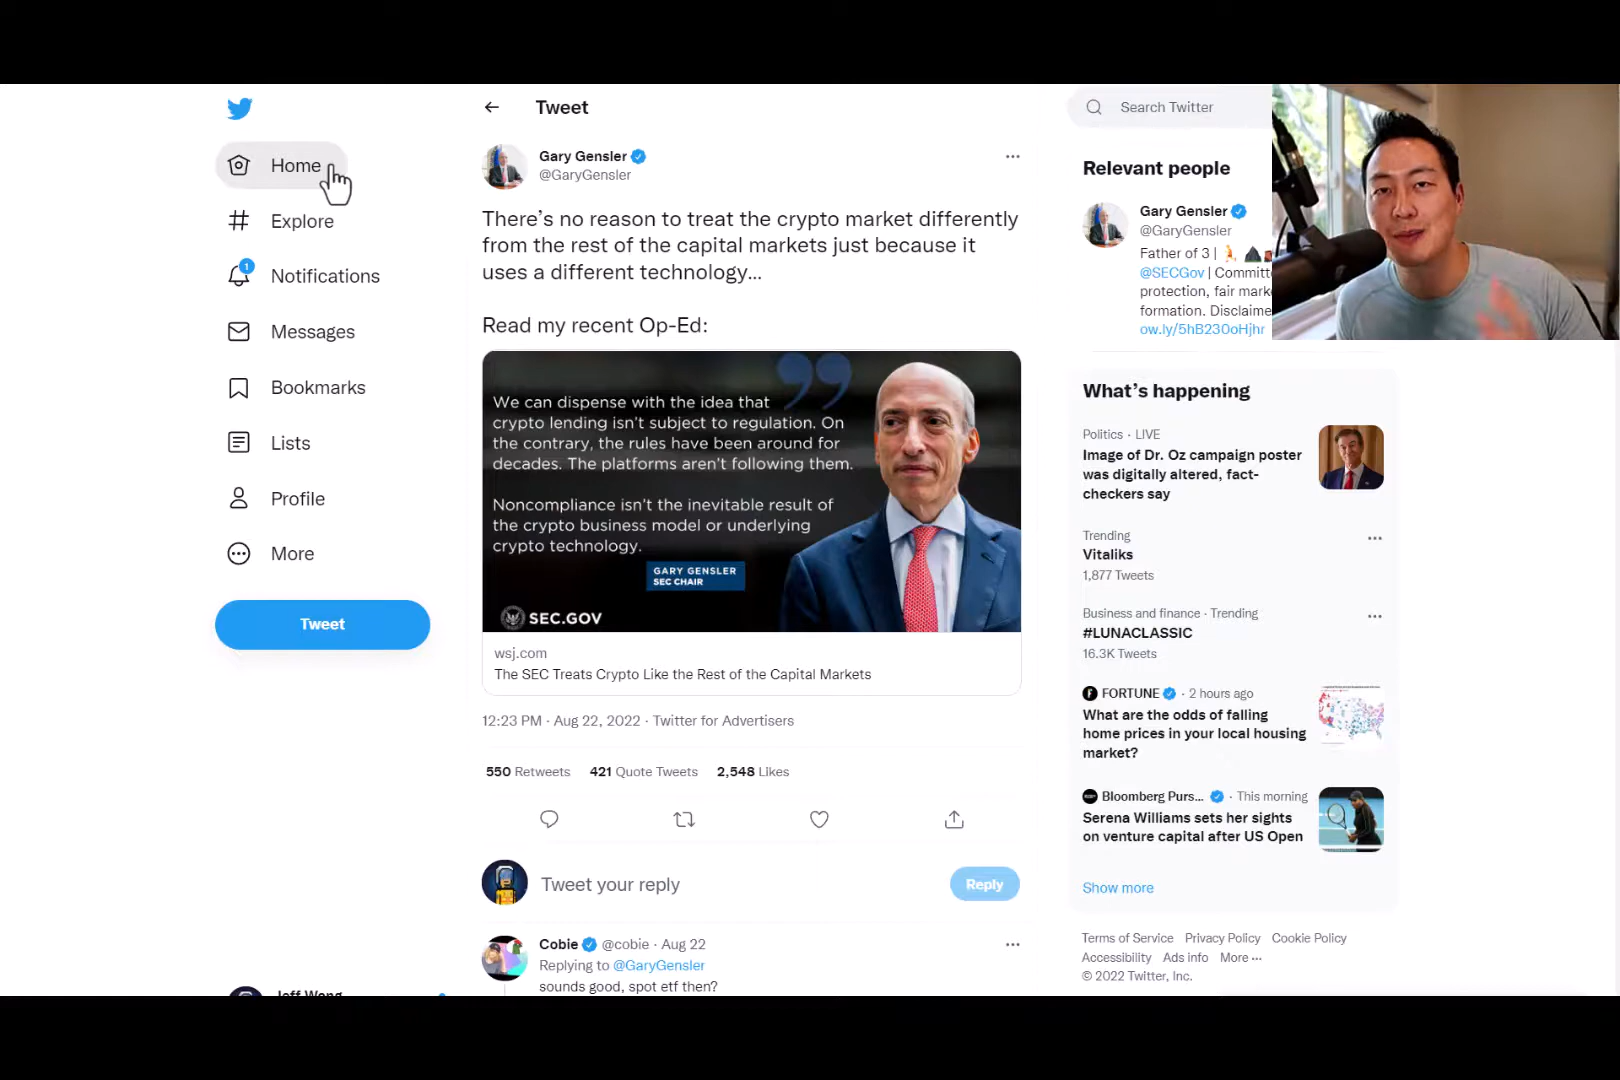 Home
Explore
1
Notifications
Messages
Bookmarks
Lists
Profile
More
Tweet
Tweet
Gary Gensler
@GaryGensler
There's no reason to treat the crypto market differently
from the rest of the capital markets just because it
uses a different technology...
Read my recent Op-Ed:
We can dispense with the idea that
crypto lending isn't subject to regulation. On
the contrary, the rules have been around for
decades. The platforms aren't following them.
Noncompliance isn't the inevitable result of
the crypto business model or underlying
crypto technology.
GARY GENSLER
SEC CHAIR
SEC.GOV
wsj.com
The SEC Treats Crypto Like the Rest of the Capital Markets
12:23 PM · Aug 22, 2022 · Twitter for Advertisers
550 Retweets 421 Quote Tweets 2,548 Likes
Tweet your reply
Reply
Cobie @cobie · Aug 22
Replying to @GaryGensler
sounds good, spot etf then?
Search Twitter
Relevant people
Gary Gensler
@GaryGensler
Father of 3 |
@SECGov |
protection, fair
formation.
ow.ly/5hB230oHjhr
What's happening
Politics · LIVE
Image of Dr. Oz campaign poster
was digitally altered, fact-
checkers say
Trending
Vitaliks
1,877 Tweets
Business and finance · Trending
#LUNACLASSIC
16.3K Tweets
FORTUNE · 2 hours ago
What are the odds of falling
home prices in your local housing
market?
Bloomberg Purs... · This morning
Serena Williams sets her sights
on venture capital after US Open
Show more
Terms of Service Privacy Policy Cookie Policy
Accessibility Ads info More ···
© 2022 Twitter, Inc.